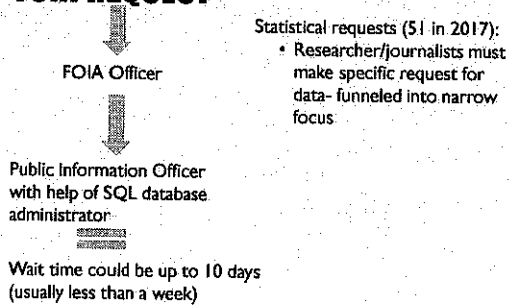 REQUEST
FOIA Officer
Public Information Officer
with help of SQL database
administrator
Wait time could be up to 10 days
(usually less than a week)
Statistical requests (51 in 2017):
• Researcher/journalists must
make specific request for
data- funneled into narrow
focus